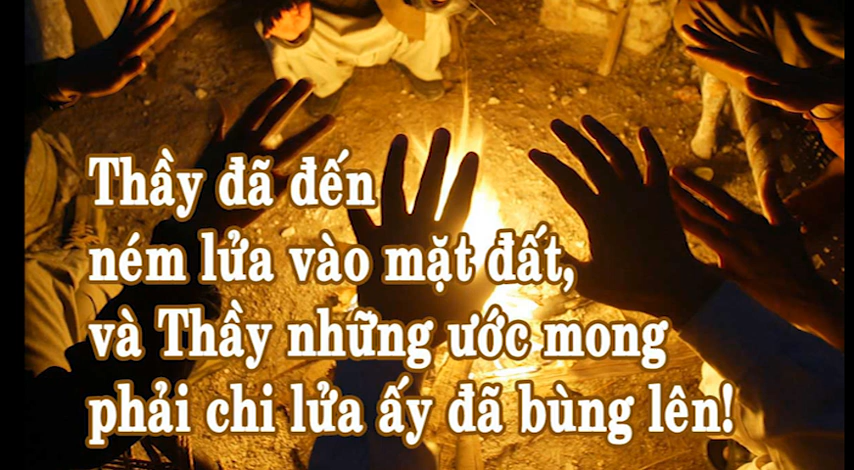 Thầy đã đến
ném lửa vào mặt đất,
và Thầy những ước mong
phải chi lửa ấy đã bùng lên!